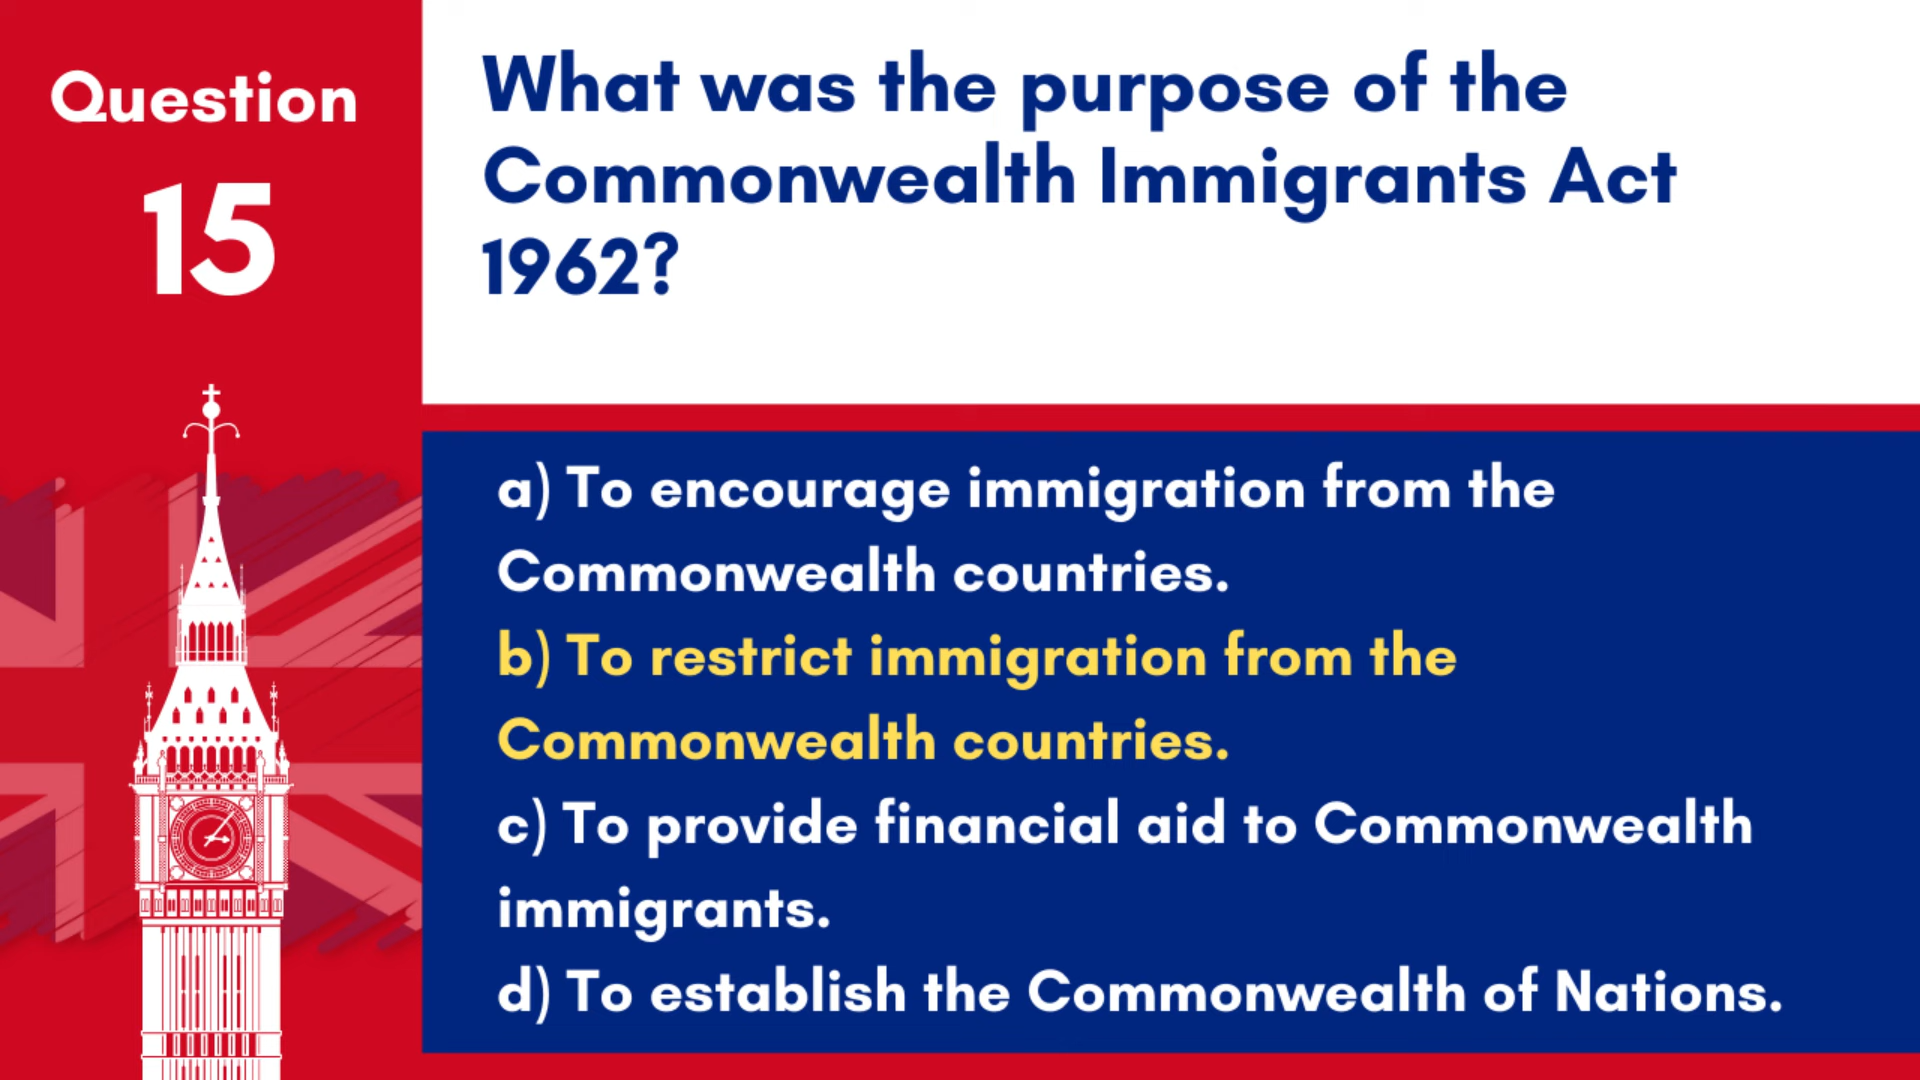 Question
15
What was the purpose of the
Commonwealth Immigrants Act
1962?
a) To encourage immigration from the
Commonwealth countries.
b) To restrict immigration from the
Commonwealth countries.
c) To provide financial aid to Commonwealth
immigrants.
d) To establish the Commonwealth of Nations.